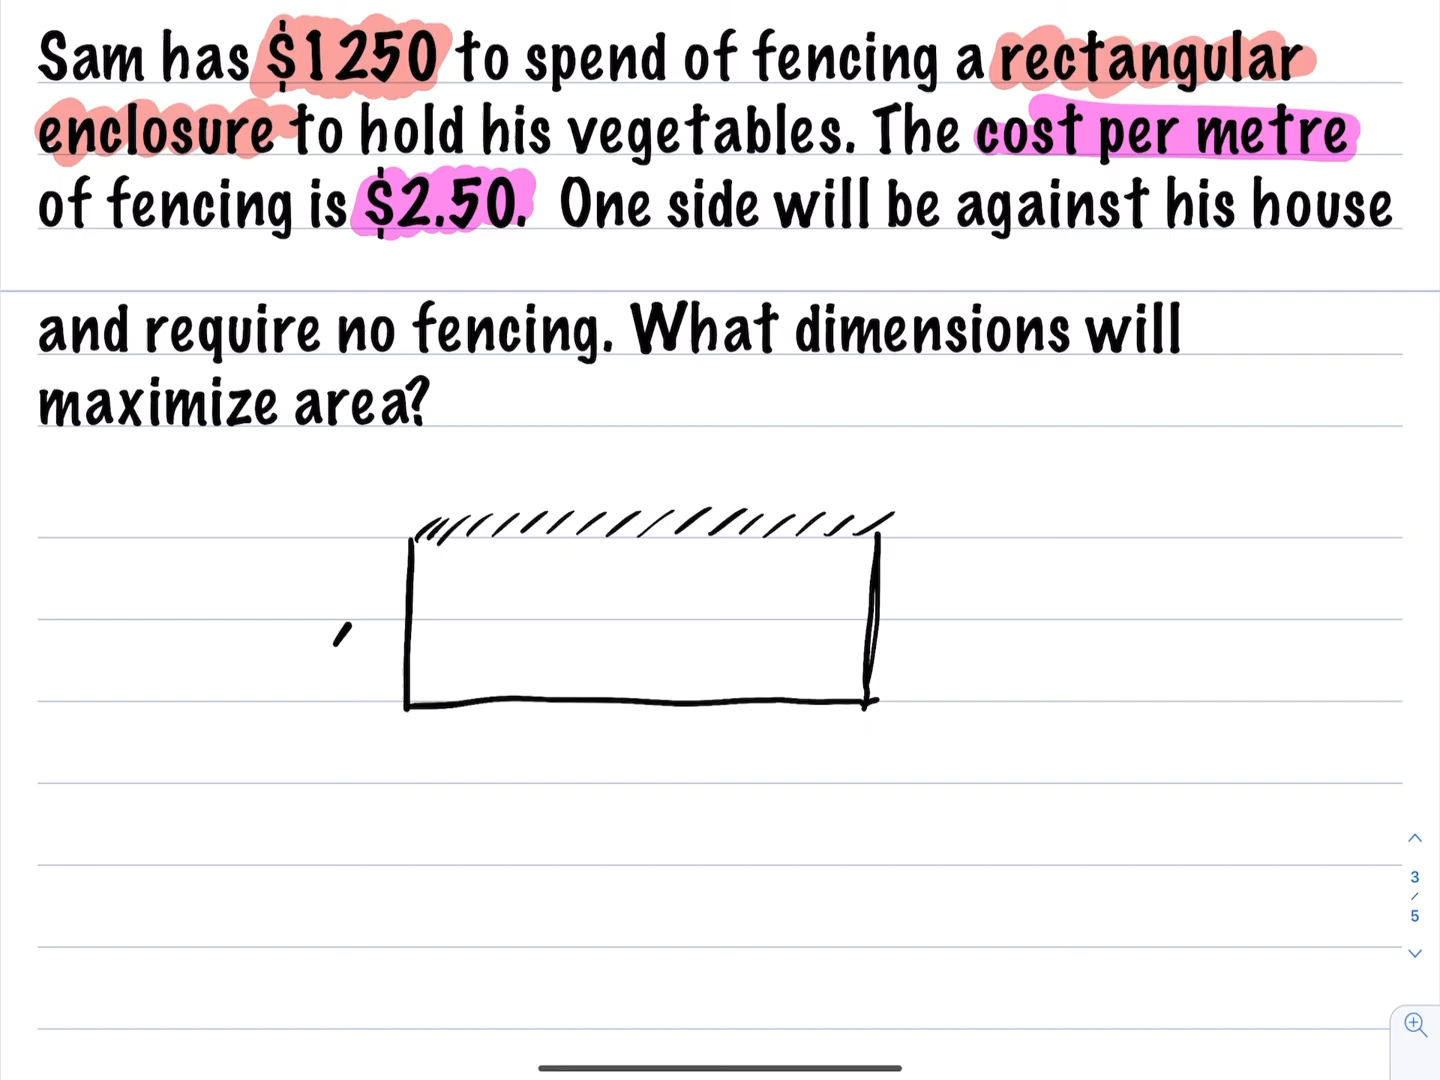 Sam has $1250 to spend of fencing a rectangular
enclosure to hold his vegetables. The cost per metre
of fencing is $2.50. One side will be against his house
and require no fencing. What dimensions will
maximize area?
3
/
5